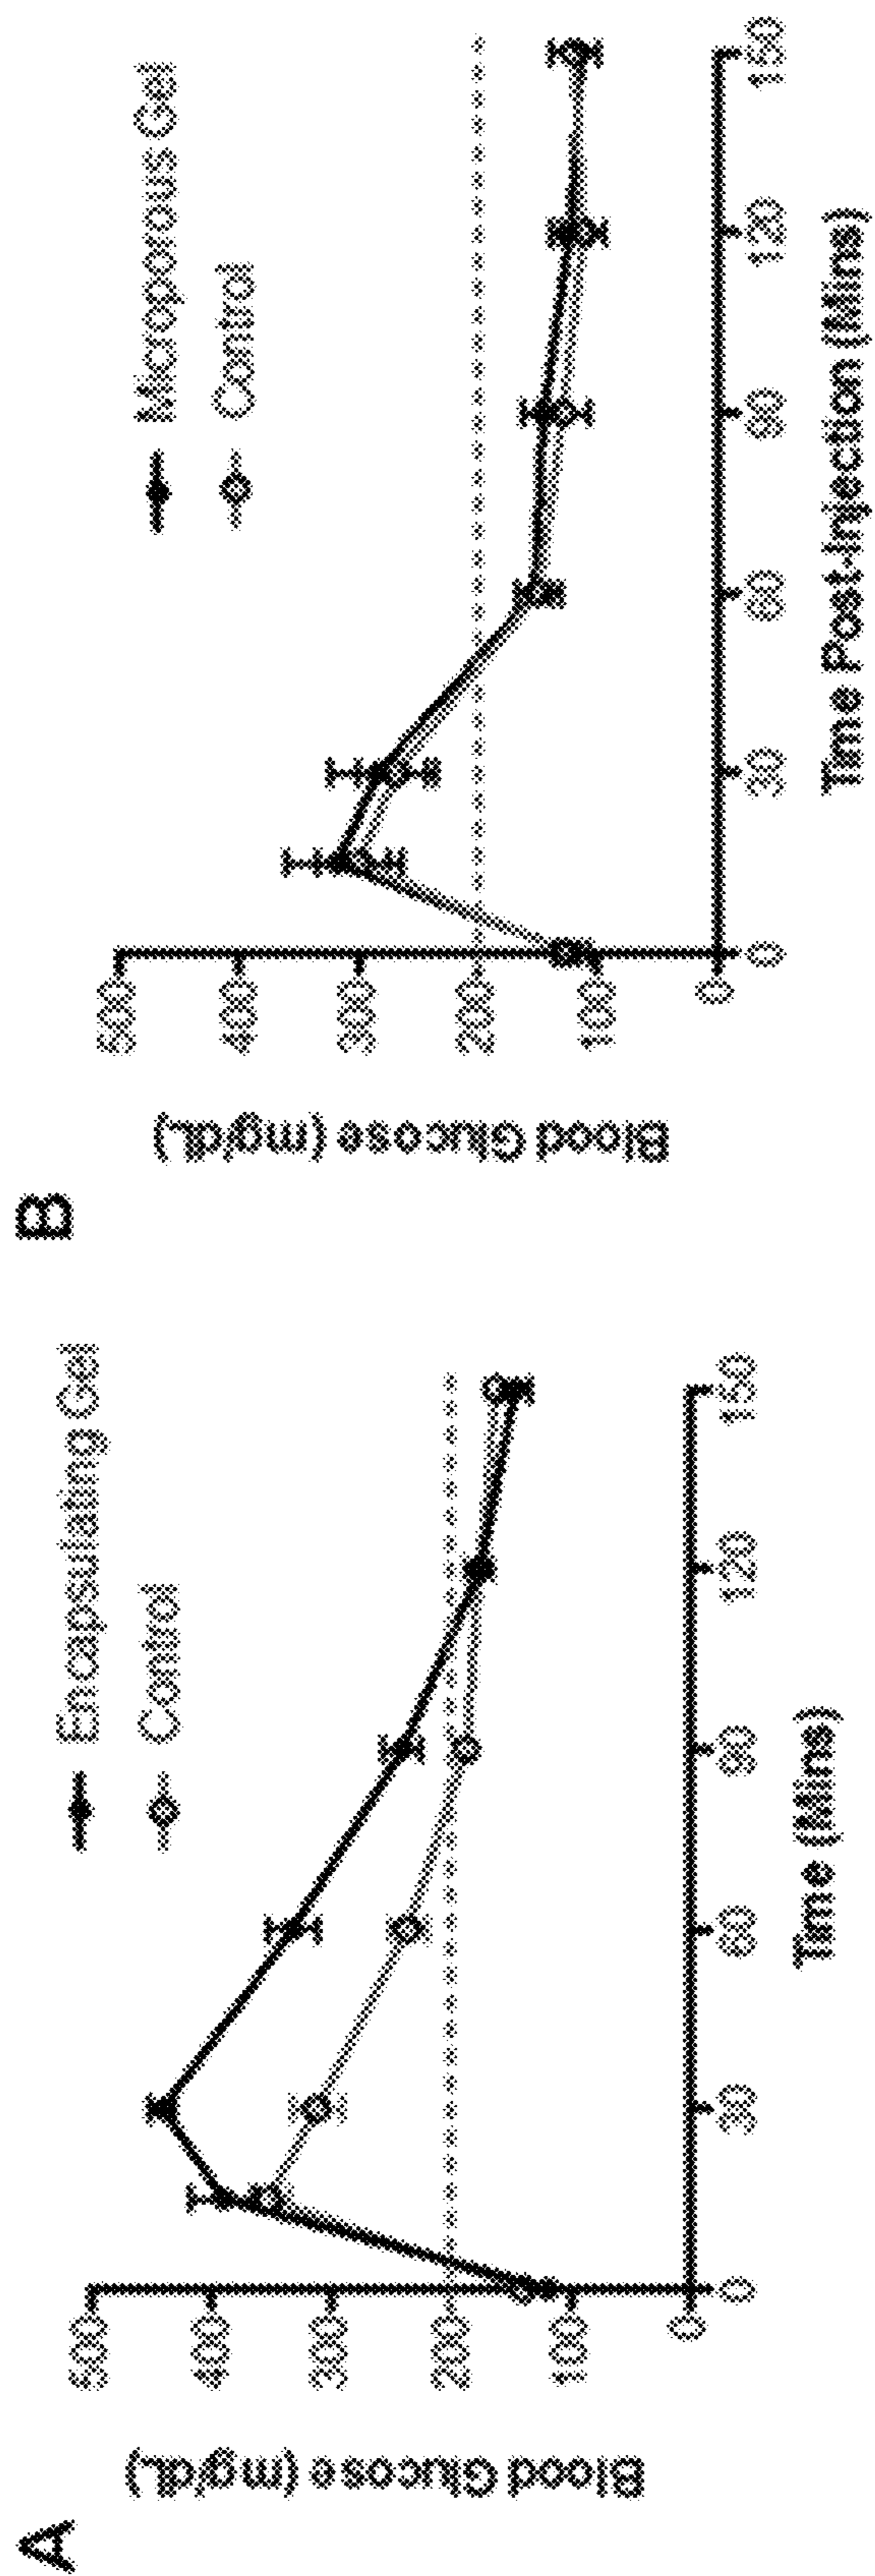 A
Blood Glucose (mg/dL)
500
400
300
200
100
0
Encapsulating Gel
Control
0
30
60
90
120
150
Time (Mins)
B
Blood Glucose (mg/dL)
500
400
300
200
100
0
Microporous Gel
Control
0
30
60
90
120
150
Time Post-Injection (Mins)